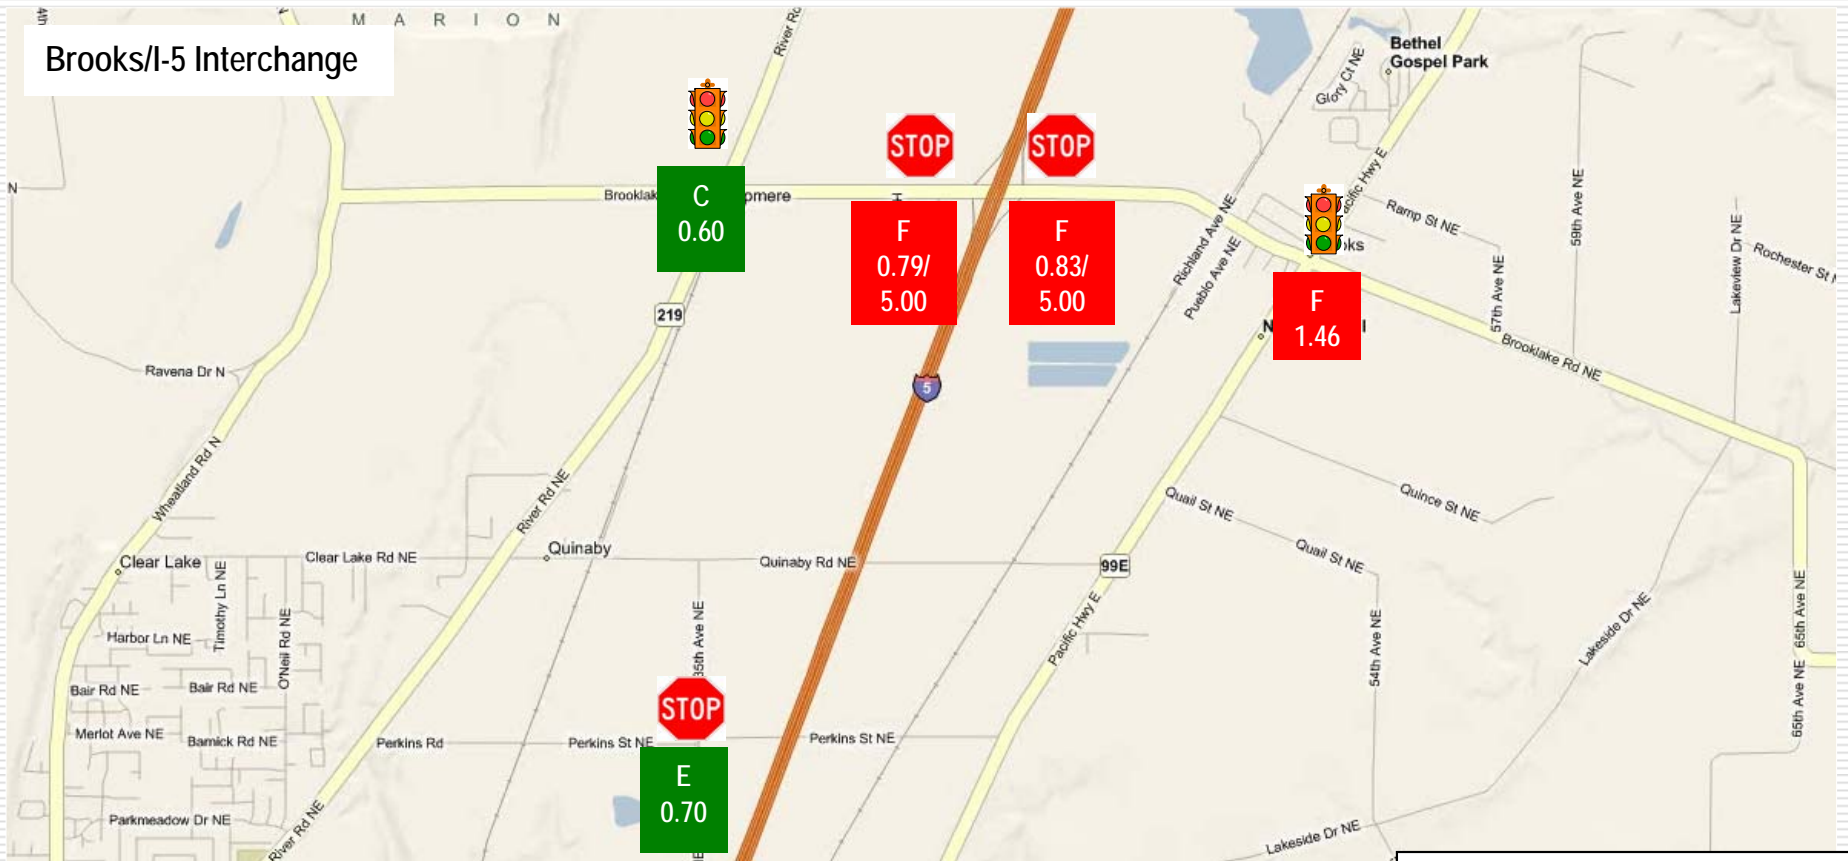 M A R I O N
Brooks/I-5 Interchange
River Rd
Bethel
Gospel Park
Glory Ct NE
STOP
STOP
N
Pacific Hwy E
59th Ave NE
C
0.60
F
0.79/
5.00
F
0.83/
5.00
Richland Ave NE
Pueblo Ave NE
Ramp St NE
57th Ave NE
Lakeview Dr NE
Rochester St N
219
F
1.46
Brooklake Rd NE
Ravena Dr N
5
Wheatland Rd N
River Rd NE
Quail St NE
Quince St NE
Quail St NE
Clear Lake
Clear Lake Rd NE
Quinaby
Quinaby Rd NE
99E
Timothy Ln NE
O'Neil Rd NE
35th Ave NE
Pacific Hwy E
54th Ave NE
Lakeside Dr NE
65th Ave NE
65th Ave NE
Harbor Ln NE
Bair Rd NE
Bair Rd NE
STOP
Merlot Ave NE
Barnick Rd NE
Perkins Rd
Perkins St NE
Perkins St NE
E
0.70
Parkmeadow Dr NE
River Rd NE
Lakeside Dr NE